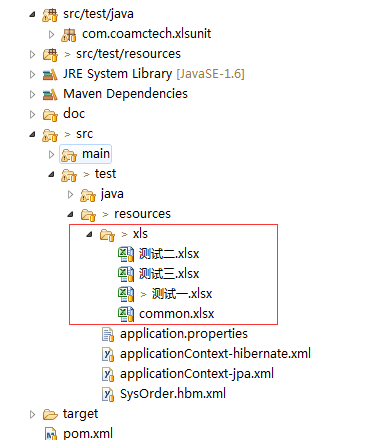 src/test/java
com.coamctech.xlsunit
> src/test/resources
JRE System Library [JavaSE-1.6]
Maven Dependencies
doc
> src
main
> test
java
> resources
> xls
测试二.xlsx
测试三.xlsx
> 测试一.xlsx
common.xlsx
application.properties
applicationContext-hibernate.xml
applicationContext-jpa.xml
SysOrder.hbm.xml
target
pom.xml